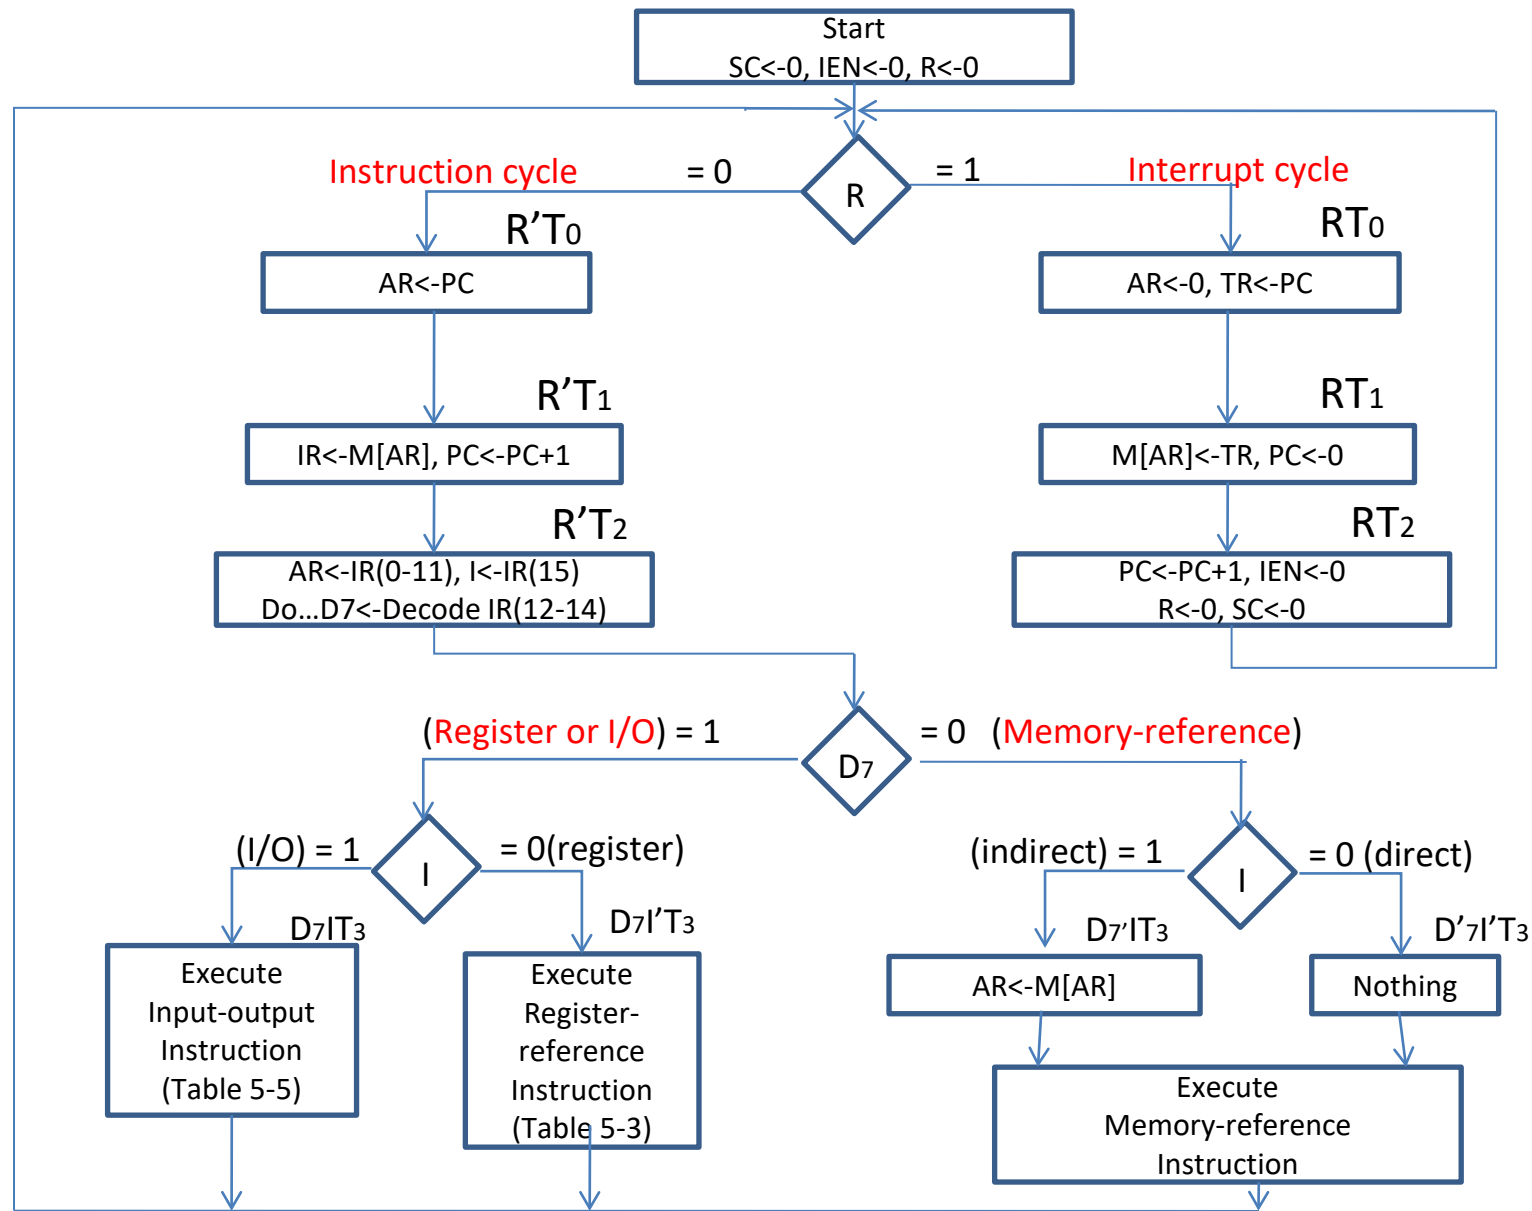 Start
SC<-0, IEN<-0, R<-0
Instruction cycle
= 0
R
= 1
Interrupt cycle
R’T0
RT0
AR<-PC
AR<-0, TR<-PC
R’T1
RT1
IR<-M[AR], PC<-PC+1
M[AR]<-TR, PC<-0
R’T2
RT2
AR<-IR(0-11), I<-IR(15)
Do…D7<-Decode IR(12-14)
PC<-PC+1, IEN<-0
R<-0, SC<-0
(Register or I/O) = 1
D7
= 0 (Memory-reference)
(I/O) = 1
I
= 0(register)
(indirect) = 1
I
= 0 (direct)
D7IT3
D7I’T3
D7’IT3
D’7I’T3
Execute
Input-output
Instruction
(Table 5-5)
Execute
Register-
reference
Instruction
(Table 5-3)
AR<-M[AR]
Nothing
Execute
Memory-reference
Instruction